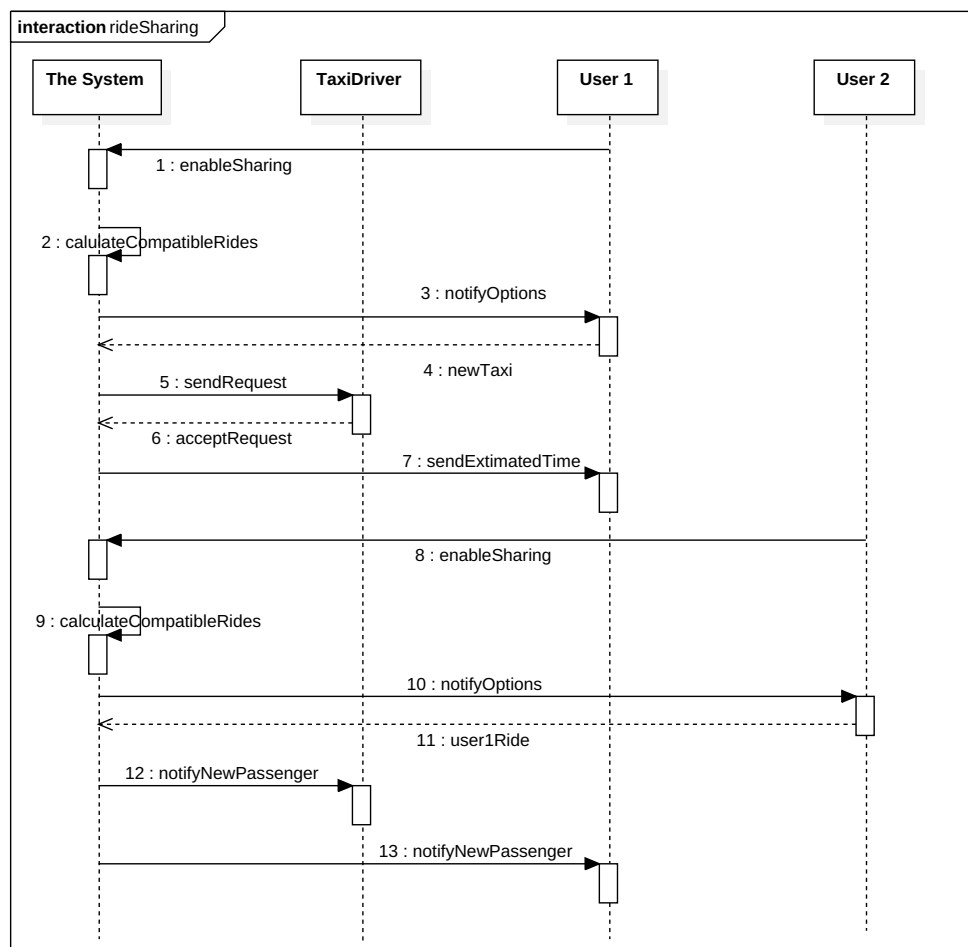 interaction rideSharing
The System
TaxiDriver
User 1
User 2
1 : enableSharing
2 : calulateCompatibleRides
3 : notifyOptions
4 : newTaxi
5 : sendRequest
6 : acceptRequest
7 : sendExtimatedTime
8 : enableSharing
9 : calculateCompatibleRides
10 : notifyOptions
11 : user1Ride
12 : notifyNewPassenger
13 : notifyNewPassenger